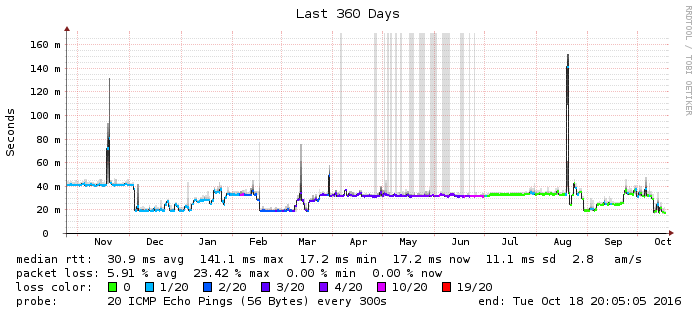 Last 360 Days
RRDTOOL / TOBI OETIKER
Seconds
160 m
140 m
120 m
100 m
80 m
60 m
40 m
20 m
0
Nov Dec Jan Feb Mar Apr May Jun Jul Aug Sep Oct
median rtt: 30.9 ms avg 141.1 ms max 17.2 ms min 17.2 ms now 11.1 ms sd 2.8 am/s
packet loss: 5.91 % avg 23.42 % max 0.00 % min 0.00 % now
loss color: 0 1/20 2/20 3/20 4/20 10/20 19/20
probe: 20 ICMP Echo Pings (56 Bytes) every 300s end: Tue Oct 18 20:05:05 2016